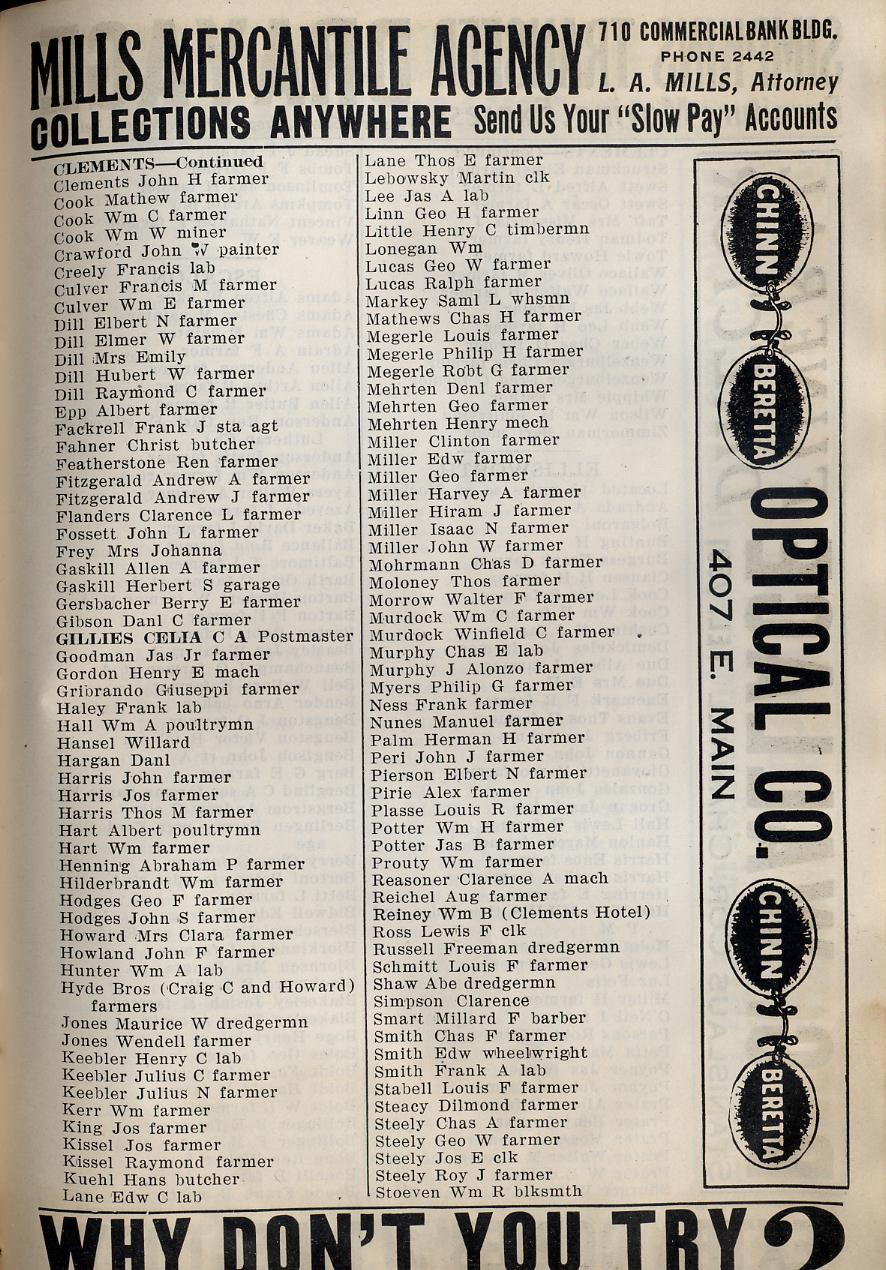 MILLS MERCANTILE AGENCY
710 COMMERCIAL BANK BLDG.
PHONE 2442
L. A. MILLS, Attorney
COLLECTIONS ANYWHERE Send Us Your "Slow Pay" Accounts
CLEMENTS—Continued
Clements John H farmer
Cook Mathew farmer
Cook Wm C farmer
Cook Wm W miner
Crawford John W painter
Creely Francis lab
Culver Francis M farmer
Culver Wm E farmer
Dill Elbert N farmer
Dill Elmer W farmer
Dill Mrs Emily
Dill Hubert W farmer
Dill Raymond C farmer
Epp Albert farmer
Fackrell Frank J sta agt
Fahner Christ butcher
Featherstone Ren farmer
Fitzgerald Andrew A farmer
Fitzgerald Andrew J farmer
Flanders Clarence L farmer
Fossett John L farmer
Frey Mrs Johanna
Gaskill Allen A farmer
Gaskill Herbert S garage
Gersbacher Berry E farmer
Gibson Danl C farmer
GILLIES CELIA C A Postmaster
Goodman Jas Jr farmer
Gordon Henry E mach
Gribrando Giuseppi farmer
Haley Frank lab
Hall Wm A poultrymn
Hansel Willard
Hargan Danl
Harris John farmer
Harris Jos farmer
Harris Thos M farmer
Hart Albert poultrymn
Hart Wm farmer
Henning Abraham P farmer
Hilderbrandt Wm farmer
Hodges Geo F farmer
Hodges John S farmer
Howard Mrs Clara farmer
Howland John F farmer
Hunter Wm A lab
Hyde Bros (Craig C and Howard)
farmers
Jones Maurice W dredgermn
Jones Wendell farmer
Keebler Henry C lab
Keebler Julius C farmer
Keebler Julius N farmer
Kerr Wm farmer
King Jos farmer
Kissel Jos farmer
Kissel Raymond farmer
Kuehl Hans butcher
Lane Edw C lab
Lane Thos E farmer
Lebowsky Martin clk
Lee Jas A lab
Linn Geo H farmer
Little Henry C timbermn
Lonegan Wm
Lucas Geo W farmer
Lucas Ralph farmer
Markey Saml L whsmn
Mathews Chas H farmer
Megerle Louis farmer
Megerle Philip H farmer
Megerle Robt G farmer
Mehrten Denl farmer
Mehrten Geo farmer
Mehrten Henry mech
Miller Clinton farmer
Miller Edw farmer
Miller Geo farmer
Miller Harvey A farmer
Miller Hiram J farmer
Miller Isaac N farmer
Miller John W farmer
Mohrmann Chas D farmer
Moloney Thos farmer
Morrow Walter F farmer
Murdock Wm C farmer
Murdock Winfield C farmer
Murphy Chas E lab
Murphy J Alonzo farmer
Myers Philip G farmer
Ness Frank farmer
Nunes Manuel farmer
Palm Herman H farmer
Peri John J farmer
Pierson Elbert N farmer
Pirie Alex farmer
Plasse Louis R farmer
Potter Wm H farmer
Potter Jas B farmer
Prouty Wm farmer
Reasoner Clarence A mach
Reichel Aug farmer
Reiney Wm B (Clements Hotel)
Ross Lewis F clk
Russell Freeman dredgermn
Schmitt Louis F farmer
Shaw Abe dredgermn
Simpson Clarence
Smart Millard F barber
Smith Chas F farmer
Smith Edw wheelwright
Smith Frank A lab
Stabell Louis F farmer
Steacy Dilmond farmer
Steely Chas A farmer
Steely Geo W farmer
Steely Jos E clk
Steely Roy J farmer
Stoeven Wm R blksmth
CHINN
BERETTA
OPTICAL CO.
407 E. MAIN
CHINN
BERETTA
WHY DON'T YOU TRY?